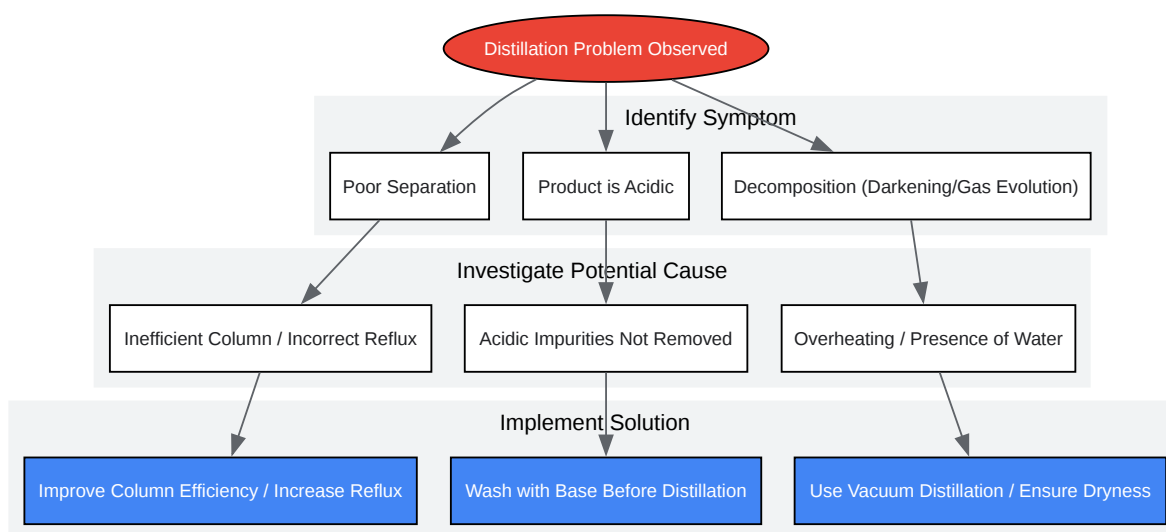 Distillation Problem Observed
Identify Symptom
Poor Separation
Product is Acidic
Decomposition (Darkening/Gas Evolution)
Investigate Potential Cause
Inefficient Column / Incorrect Reflux
Acidic Impurities Not Removed
Overheating / Presence of Water
Implement Solution
Improve Column Efficiency / Increase Reflux
Wash with Base Before Distillation
Use Vacuum Distillation / Ensure Dryness